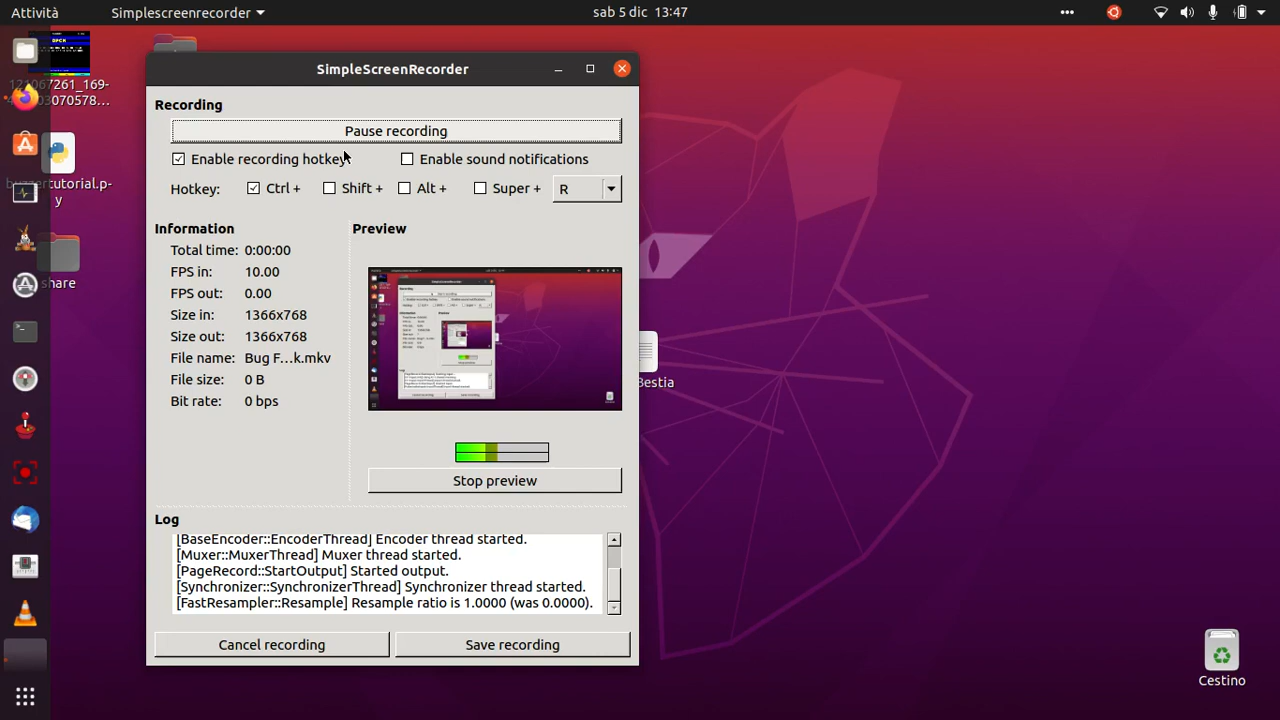 Attività
Simplescreenrecorder
sab 5 dic 13:47
121067261_169-
buzzertutorial.p-
y
share
Bestia
Cestino
SimpleScreenRecorder
Recording
Pause recording
Enable recording hotkey
Enable sound notifications
Hotkey:
Ctrl +
Shift +
Alt +
Super +
R
Information
Total time: 0:00:00
FPS in: 10.00
FPS out: 0.00
Size in: 1366x768
Size out: 1366x768
File name: Bug F...k.mkv
File size: 0 B
Bit rate: 0 bps
Preview
Stop preview
Log
[BaseEncoder::EncoderThread] Encoder thread started.
[Muxer::MuxerThread] Muxer thread started.
[PageRecord::StartOutput] Started output.
[Synchronizer::SynchronizerThread] Synchronizer thread started.
[FastResampler::Resample] Resample ratio is 1.0000 (was 0.0000).
Cancel recording
Save recording